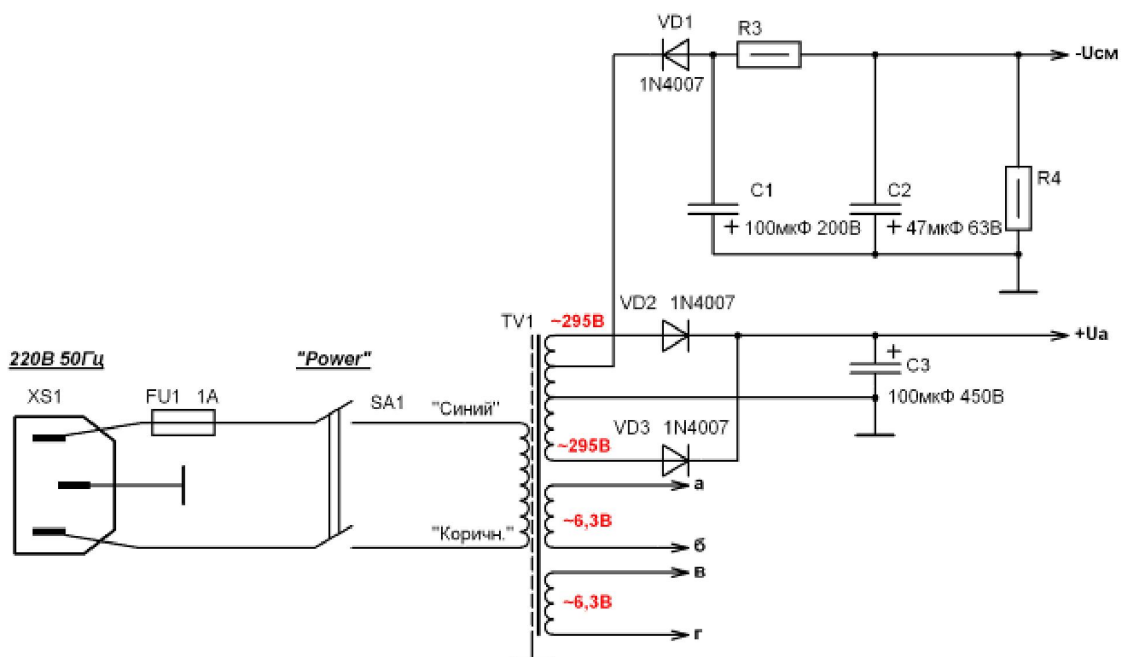 VD1
R3
-Uсм
1N4007
C1
C2
R4
100мкФ 200В
47мкФ 63В
VD2 1N4007
TV1
~295В
+Ua
220В 50Гц
"Power"
C3
XS1
FU1 1A
SA1
"Синий"
100мкФ 450В
VD3 1N4007
~295В
а
~6,3В
"Коричн."
б
в
~6,3В
г